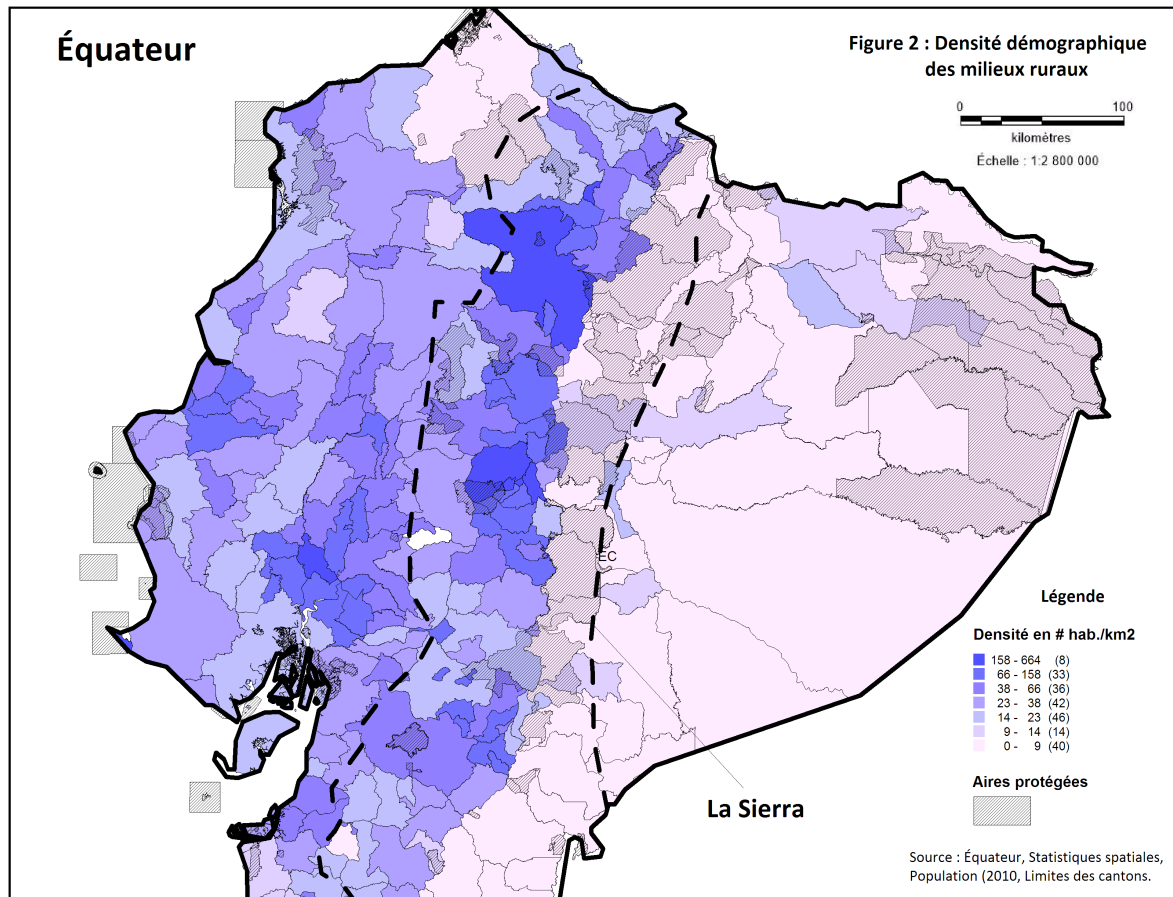 Équateur
Figure 2 : Densité démographique
des milieux ruraux
0 100
kilomètres
Échelle : 1:2 800 000
EC
La Sierra
Légende
Densité en # hab./km2
158 - 664 (8)
66 - 158 (33)
38 - 66 (36)
23 - 38 (42)
14 - 23 (46)
9 - 14 (14)
0 - 9 (40)
Aires protégées
Source : Équateur, Statistiques spatiales,
Population (2010, Limites des cantons.